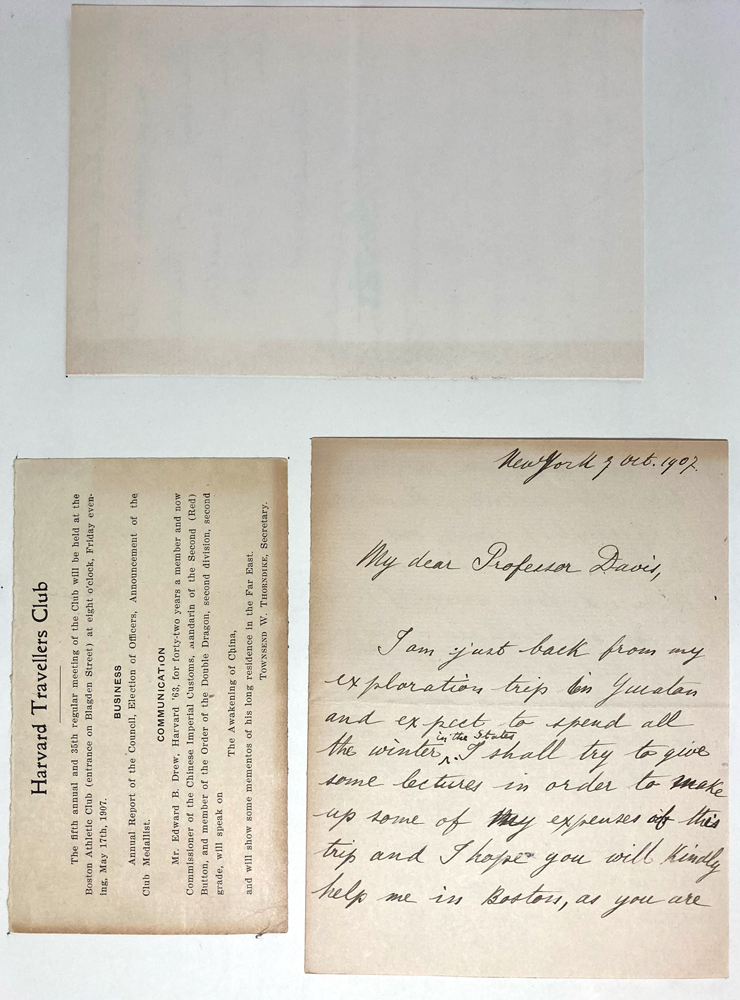 Harvard Travellers Club
The fifth annual and 35th regular meeting of the Club will be held at the
Boston Athletic Club (entrance on Blagden Street) at eight o'clock, Friday even-
ing, May 17th, 1907.
BUSINESS
Annual Report of the Council, Election of Officers, Announcement of the
Club Medallist.
COMMUNICATION
Mr. Edward B. Drew, Harvard '63, for forty-two years a member and now
Commissioner of the Chinese Imperial Customs, mandarin of the Second (Red)
Button, and member of the Order of the Double Dragon, second division, second
grade, will speak on
The Awakening of China,
and will show some mementos of his long residence in the Far East.
TOWNSEND W. THORNDIKE, Secretary.
New York Oct. 1907.
My dear Professor Davis,
I am just back from my
exploration trip in Yucatan
and expect to spend all
the winter in the States. I shall try to give
some lectures in order to make
up some of my expenses of this
trip and I hope you will kindly
help me in Boston, as you are